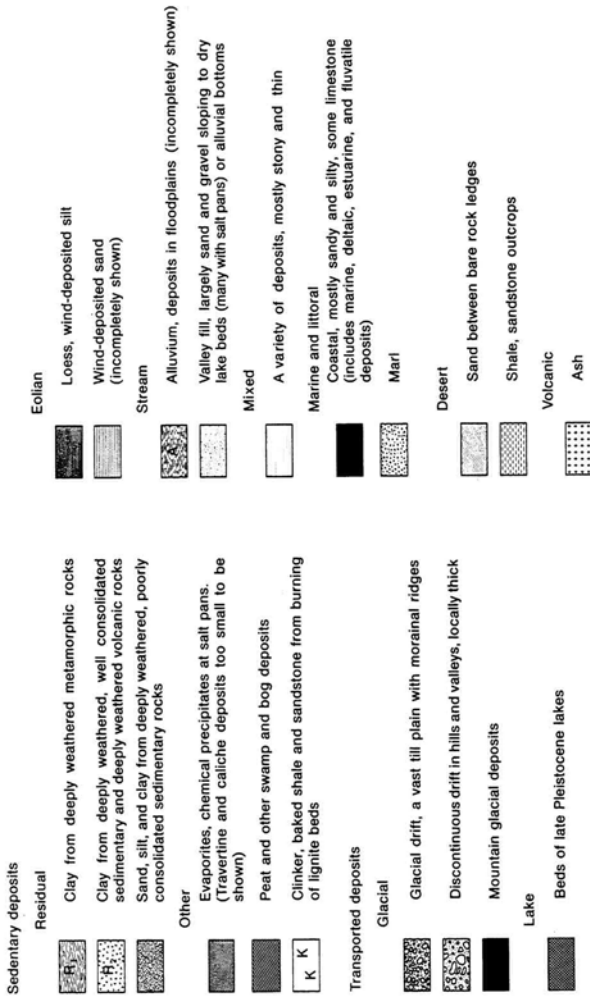 Sedentary deposits
Residual
R1 Clay from deeply weathered metamorphic rocks
Clay from deeply weathered, well consolidated
sedimentary and deeply weathered volcanic rocks
Sand, silt, and clay from deeply weathered, poorly
consolidated sedimentary rocks
Other
Evaporites, chemical precipitates at salt pans.
(Travertine and caliche deposits too small to be
shown)
Peat and other swamp and bog deposits
K K Clinker, baked shale and sandstone from burning
of lignite beds
Transported deposits
Glacial
Glacial drift, a vast till plain with morainal ridges
Discontinuous drift in hills and valleys, locally thick
Mountain glacial deposits
Lake
Beds of late Pleistocene lakes
Eolian
Loess, wind-deposited silt
Wind-deposited sand
(incompletely shown)
Stream
A Alluvium, deposits in floodplains (incompletely shown)
Valley fill, largely sand and gravel sloping to dry
lake beds (many with salt pans) or alluvial bottoms
Mixed
A variety of deposits, mostly stony and thin
Marine and littoral
Coastal, mostly sandy and silty, some limestone
(includes marine, deltaic, estuarine, and fluvatile
deposits)
Marl
Desert
Sand between bare rock ledges
Shale, sandstone outcrops
Volcanic
Ash